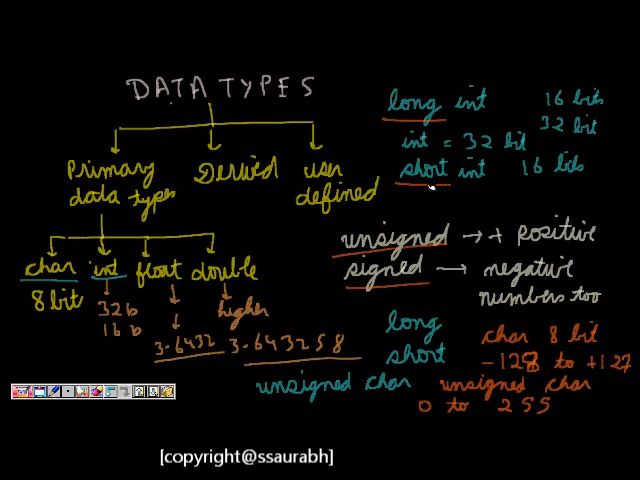 DATA TYPES
Primary
data types
Derived
user
defined
char int float double
8 bit
32b
16 b
higher
3.6432 3.643258
long int 16 bits
32 bit
int = 32 bit
short int 16 bits
unsigned → + positive
signed → negative
numbers too
long
short
unsigned char
char 8 bit
-128 to +127
unsigned char
0 to 255
[copyright@ssaurabh]